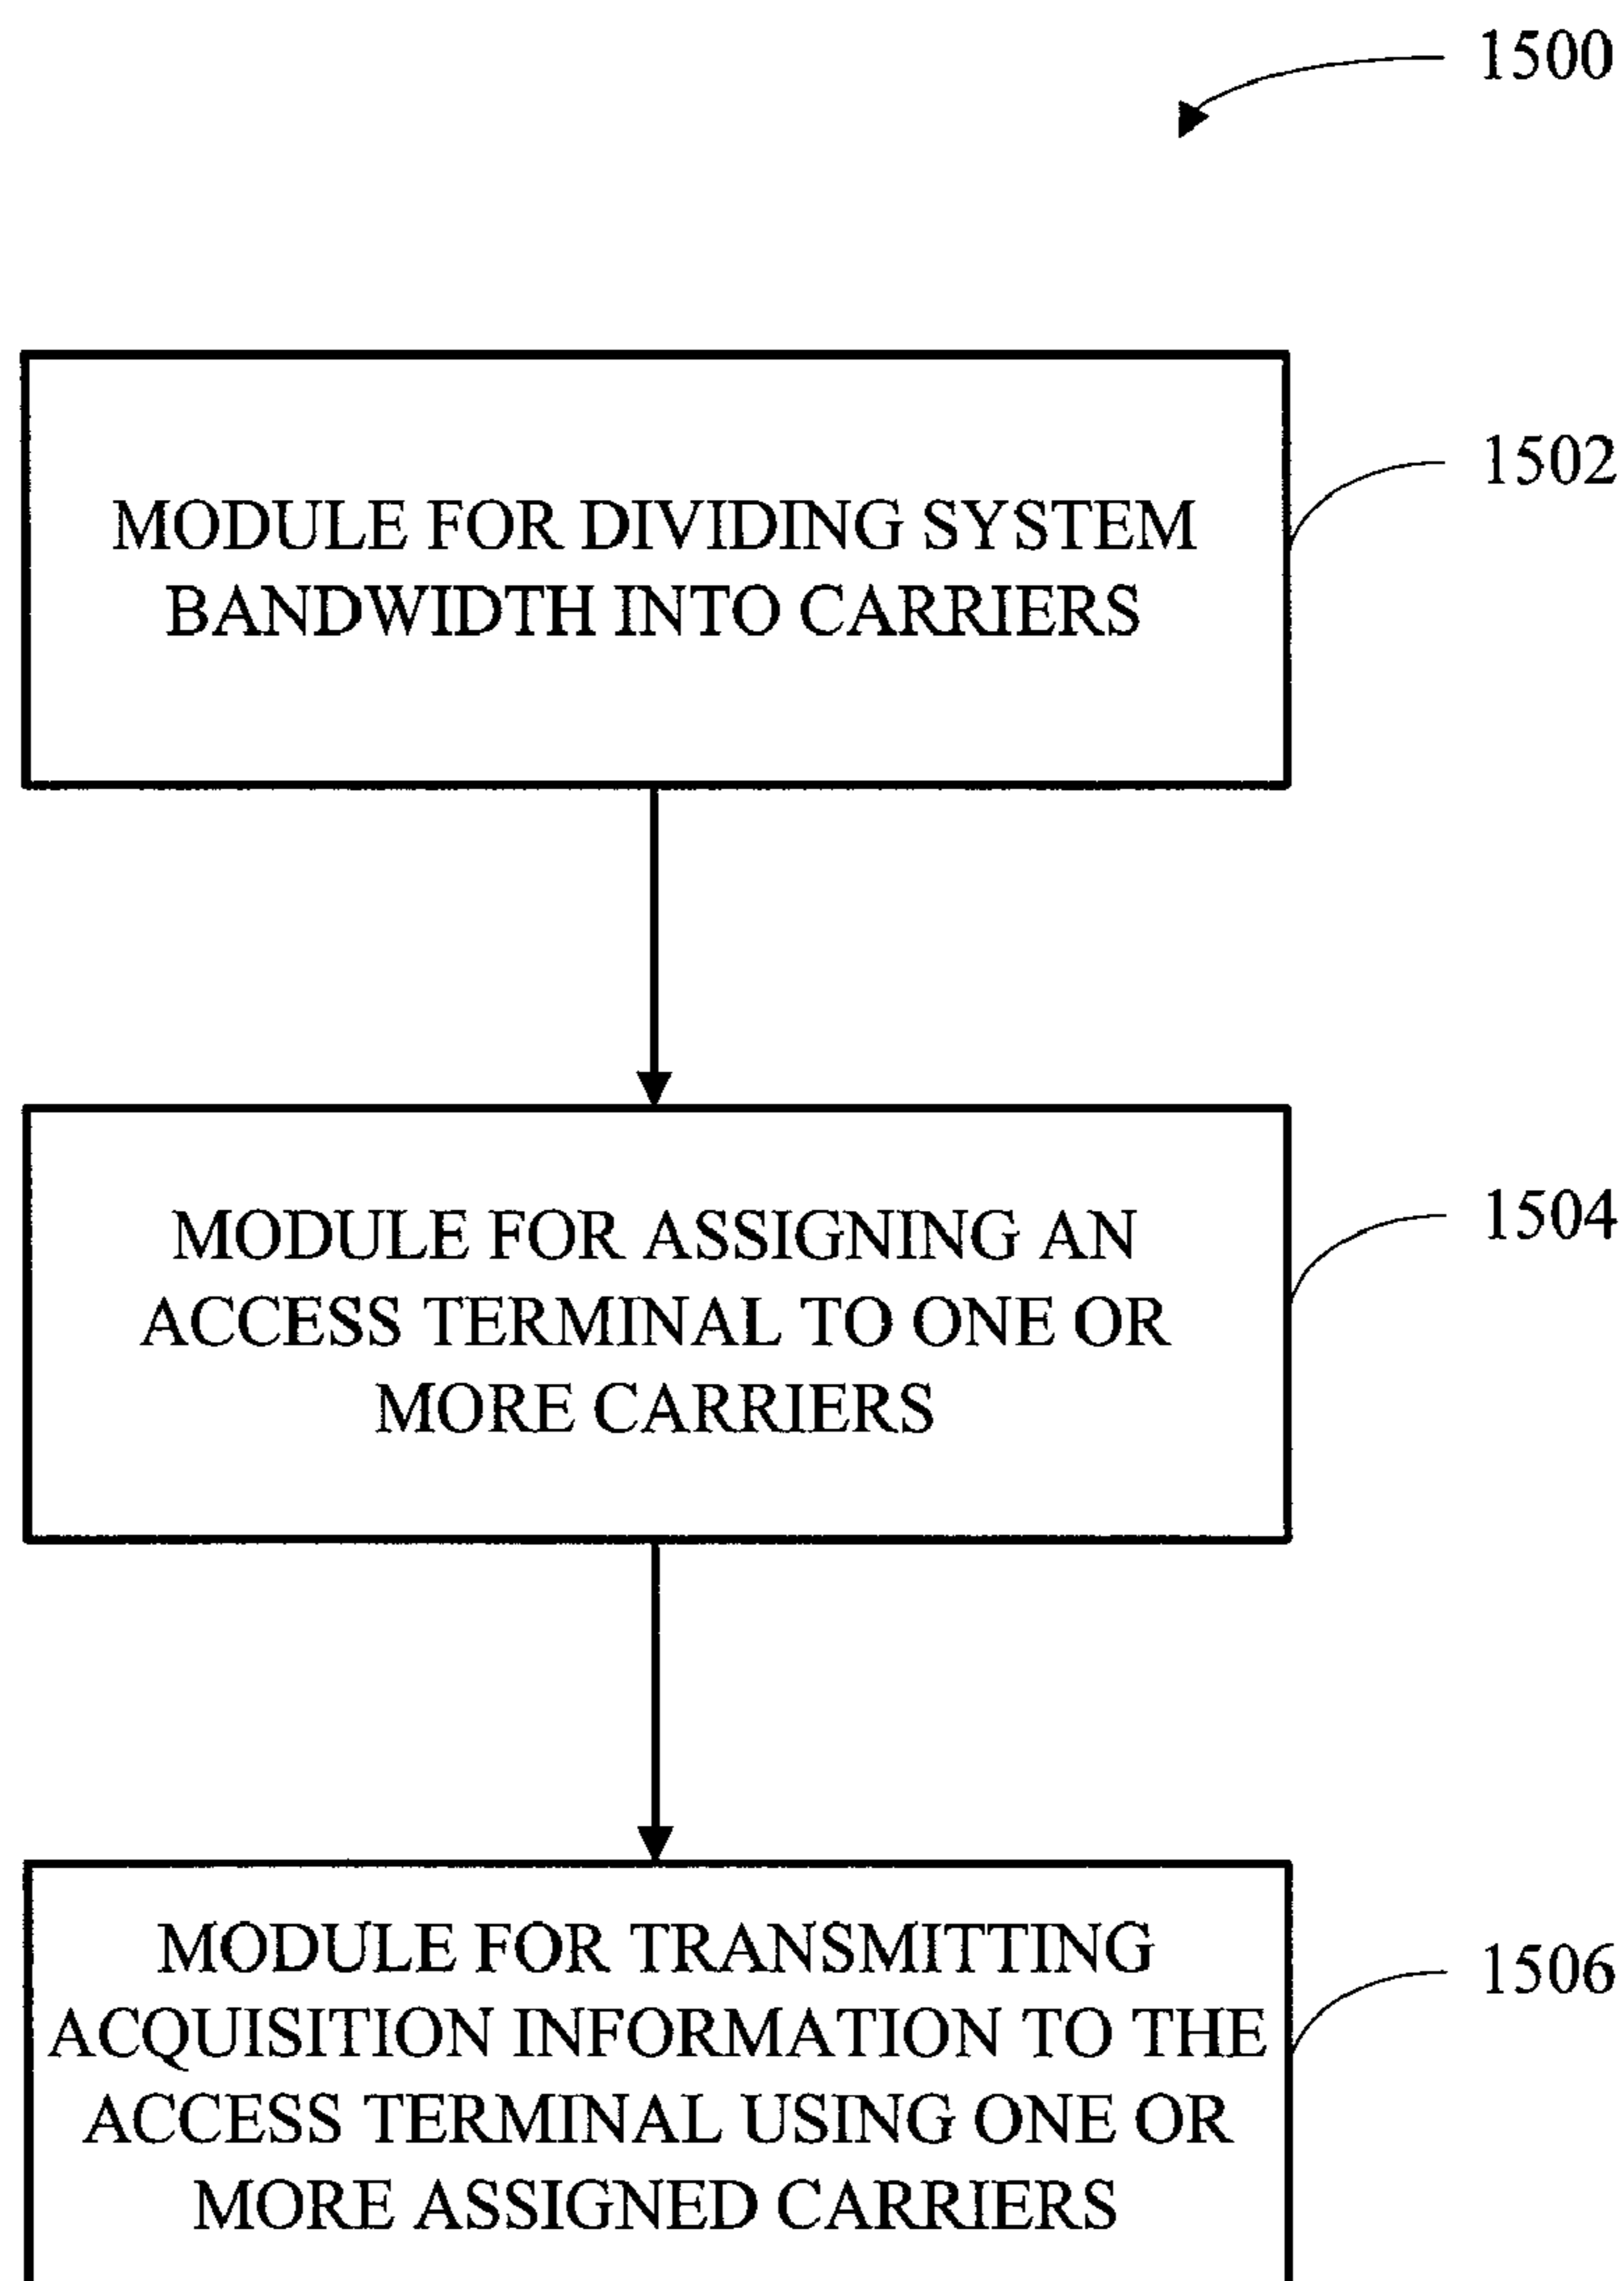 1500
1502
MODULE FOR DIVIDING SYSTEM
BANDWIDTH INTO CARRIERS
1504
MODULE FOR ASSIGNING AN
ACCESS TERMINAL TO ONE OR
MORE CARRIERS
1506
MODULE FOR TRANSMITTING
ACQUISITION INFORMATION TO THE
ACCESS TERMINAL USING ONE OR
MORE ASSIGNED CARRIERS